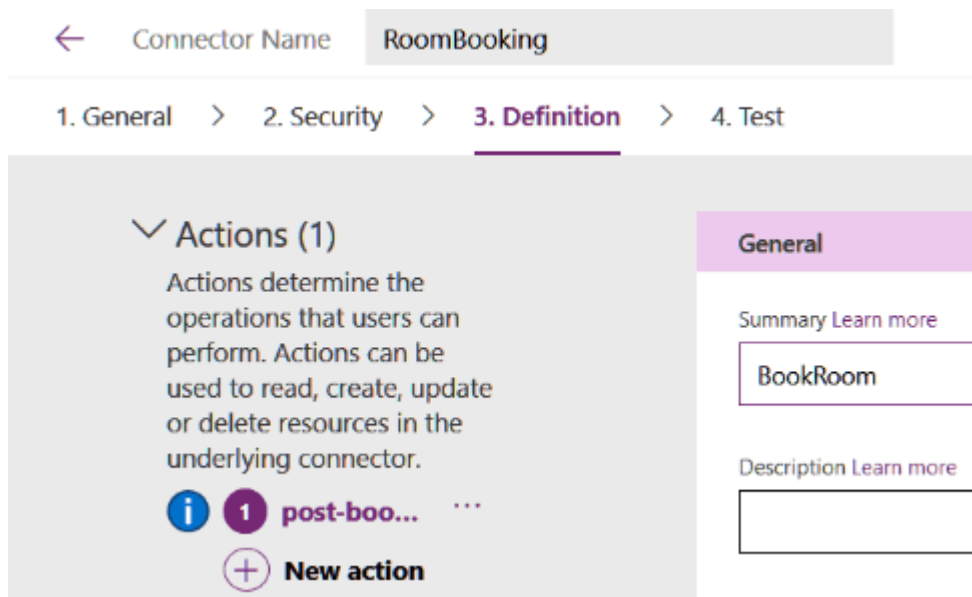 Connector Name RoomBooking
1. General > 2. Security > 3. Definition > 4. Test
Actions (1)
Actions determine the
operations that users can
perform. Actions can be
used to read, create, update
or delete resources in the
underlying connector.
1 post-boo... ...
New action
General
Summary Learn more
BookRoom
Description Learn more